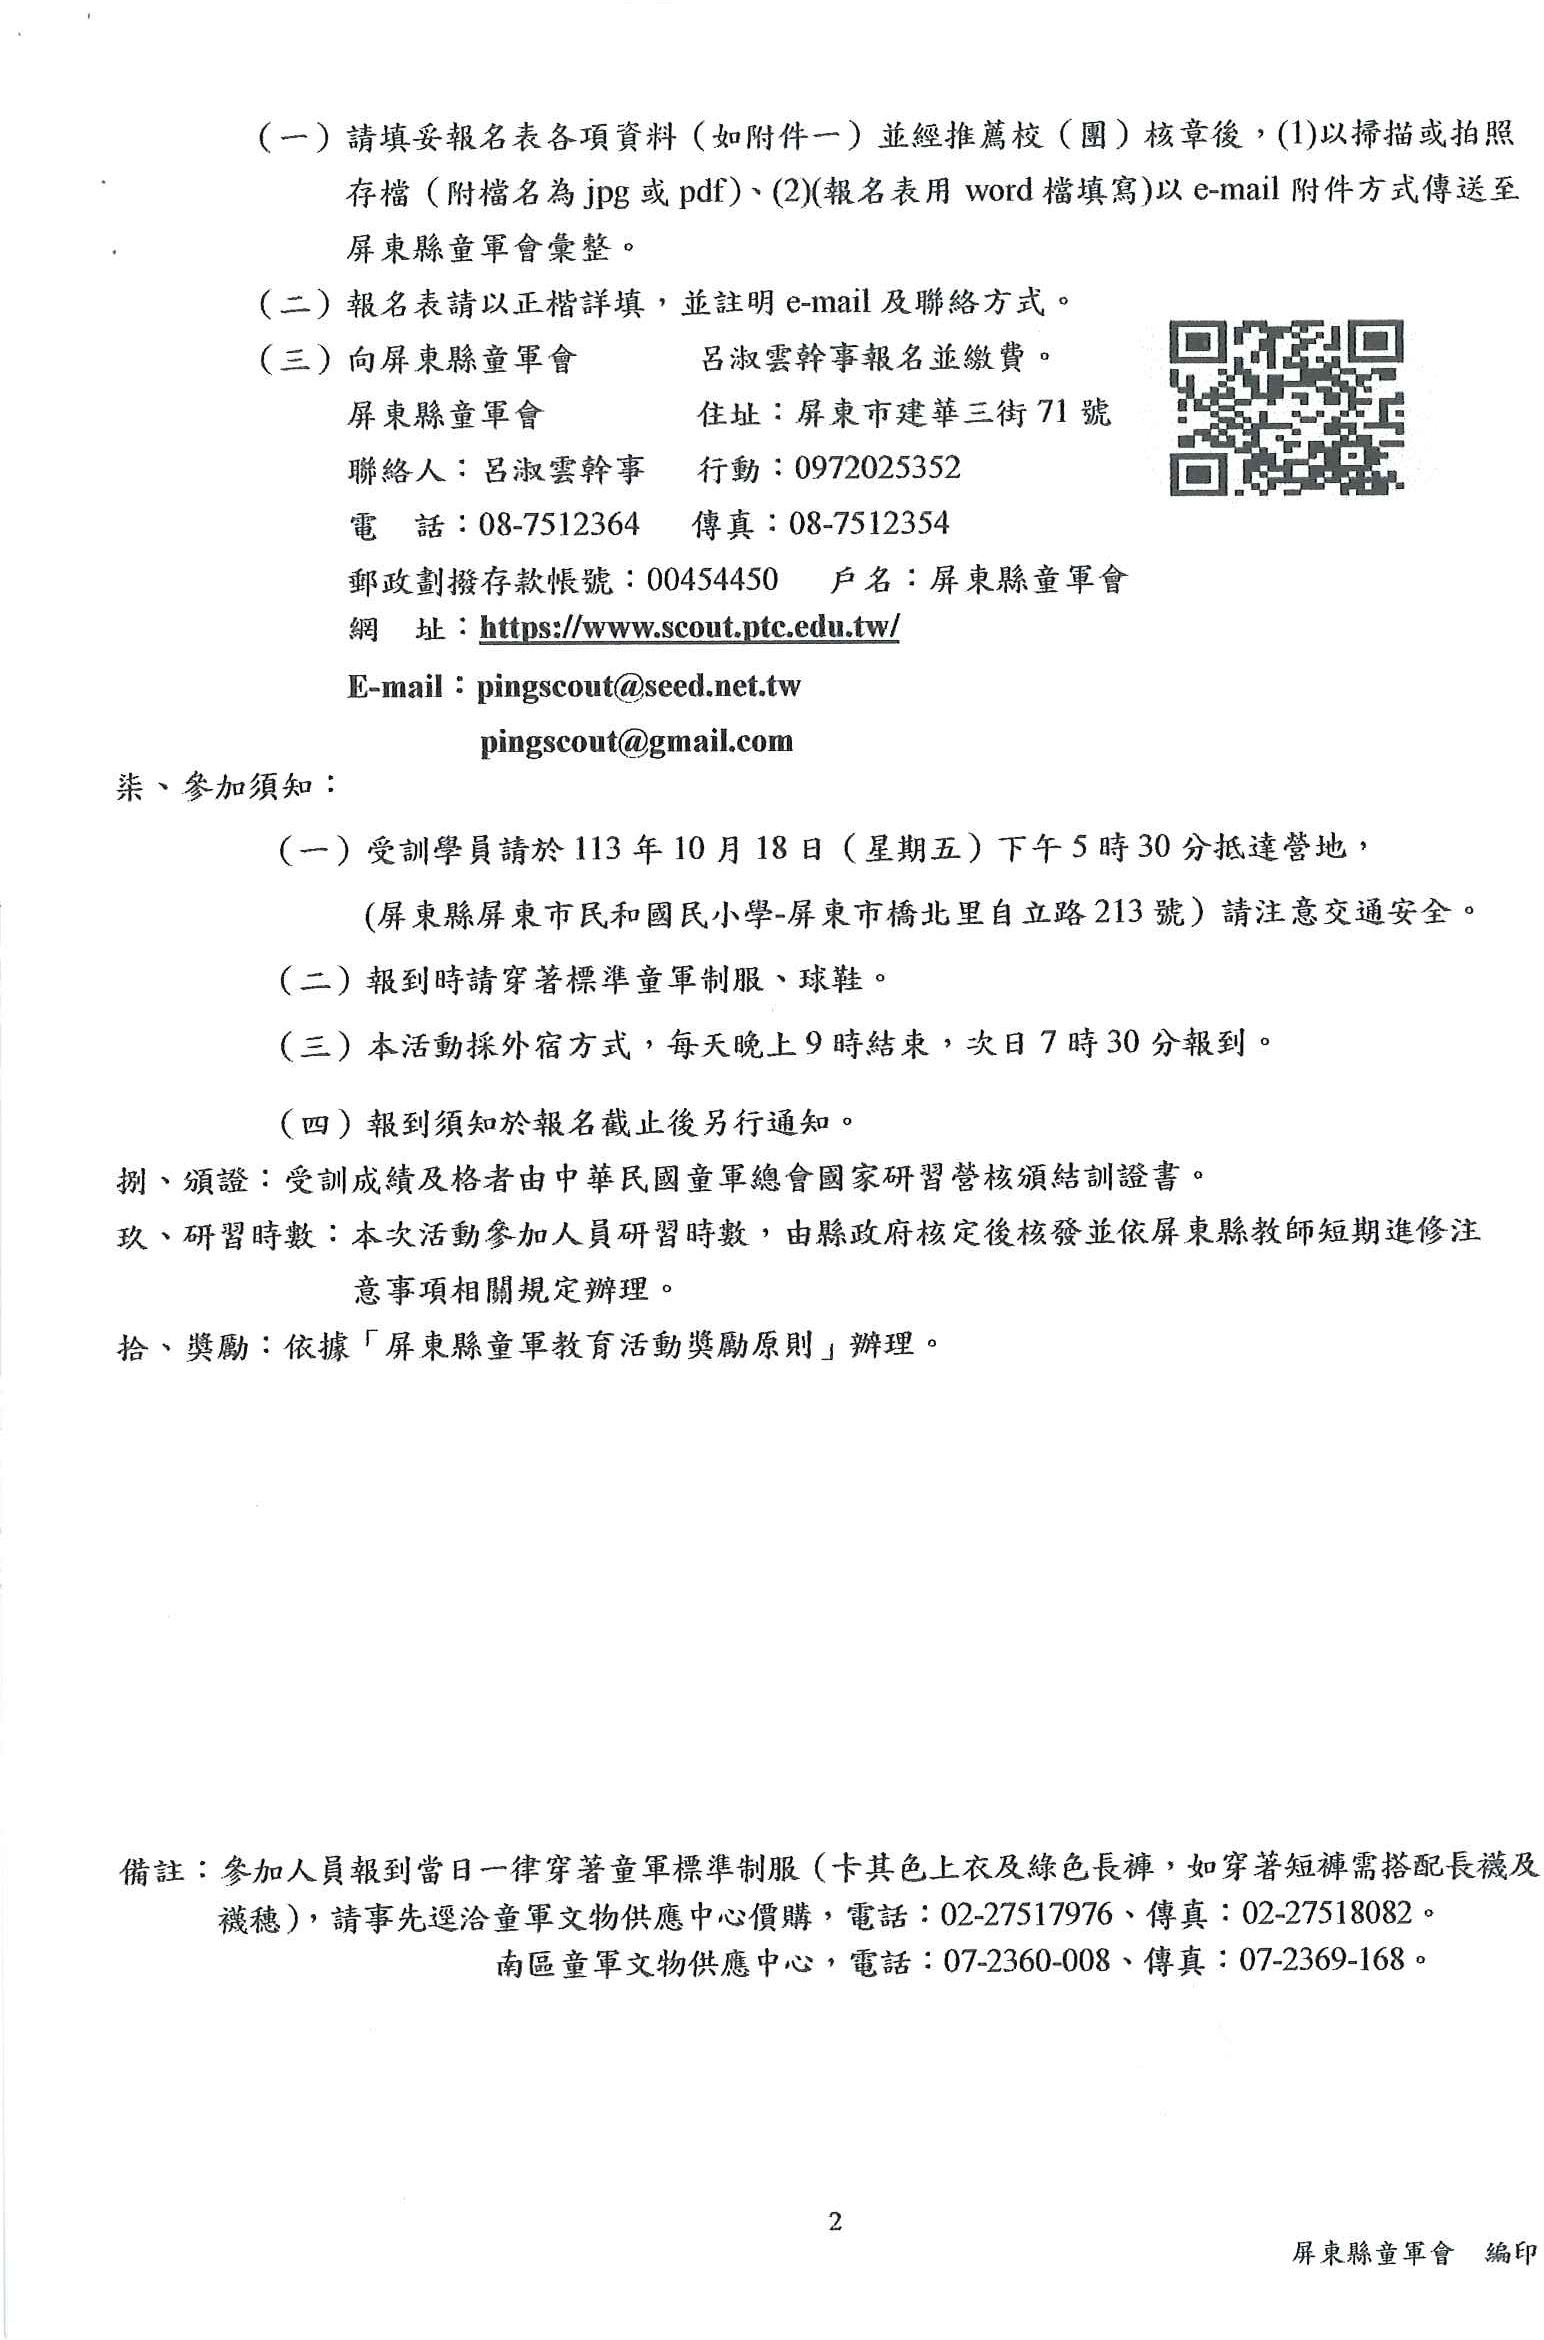 （一）請填妥報名表各項資料（如附件一）並經推薦校（團）核章後，(1)以掃描或拍照
存檔（附檔名為 jpg 或 pdf）、(2)(報名表用 word 檔填寫)以 e-mail 附件方式傳送至
屏東縣童軍會彙整。
（二）報名表請以正楷詳填，並註明 e-mail 及聯絡方式。
（三）向屏東縣童軍會　　　呂淑雲幹事報名並繳費。
屏東縣童軍會　　　　住址：屏東市建華三街 71 號
聯絡人：呂淑雲幹事　行動：0972025352
電　話：08-7512364　傳真：08-7512354
郵政劃撥存款帳號：00454450　戶名：屏東縣童軍會
網　址：https://www.scout.ptc.edu.tw/
E-mail：pingscout@seed.net.tw
pingscout@gmail.com
柒、參加須知：
（一）受訓學員請於 113 年 10 月 18 日（星期五）下午 5 時 30 分抵達營地，
(屏東縣屏東市民和國民小學-屏東市橋北里自立路 213 號）請注意交通安全。
（二）報到時請穿著標準童軍制服、球鞋。
（三）本活動採外宿方式，每天晚上 9 時結束，次日 7 時 30 分報到。
（四）報到須知於報名截止後另行通知。
捌、頒證：受訓成績及格者由中華民國童軍總會國家研習營核頒結訓證書。
玖、研習時數：本次活動參加人員研習時數，由縣政府核定後核發並依屏東縣教師短期進修注
意事項相關規定辦理。
拾、獎勵：依據「屏東縣童軍教育活動獎勵原則」辦理。
備註：參加人員報到當日一律穿著童軍標準制服（卡其色上衣及綠色長褲，如穿著短褲需搭配長襪及
襪穗），請事先逕洽童軍文物供應中心價購，電話：02-27517976、傳真：02-27518082。
南區童軍文物供應中心，電話：07-2360-008、傳真：07-2369-168。
2
屏東縣童軍會　編印